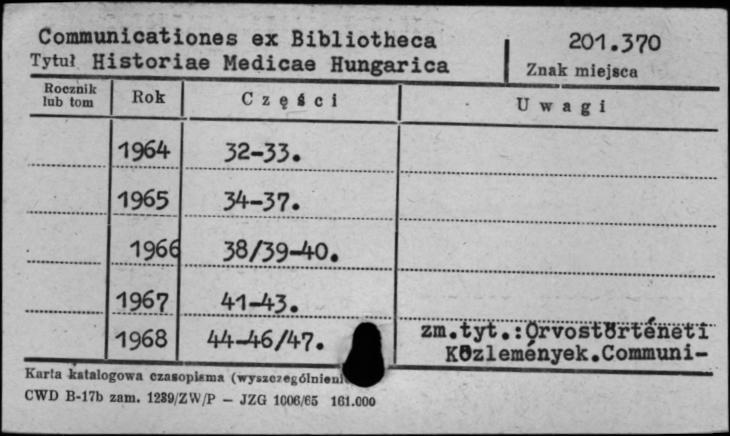 Communicationes ex Bibliotheca 201.370
Tytuł Historiae Medicae Hungarica Znak miejsca
Rocznik lub tom Rok Części Uwagi
1964 32-33.
1965 34-37.
1966 38/39-40.
1967 41-43.
1968 44-46/47. zm.tyt.:Orvostörténeti
Közlemények.Communi-
Karta katalogowa czasopisma
CWD B-17b zam. 1289/ZW/P — JZG 1006/65 161.000